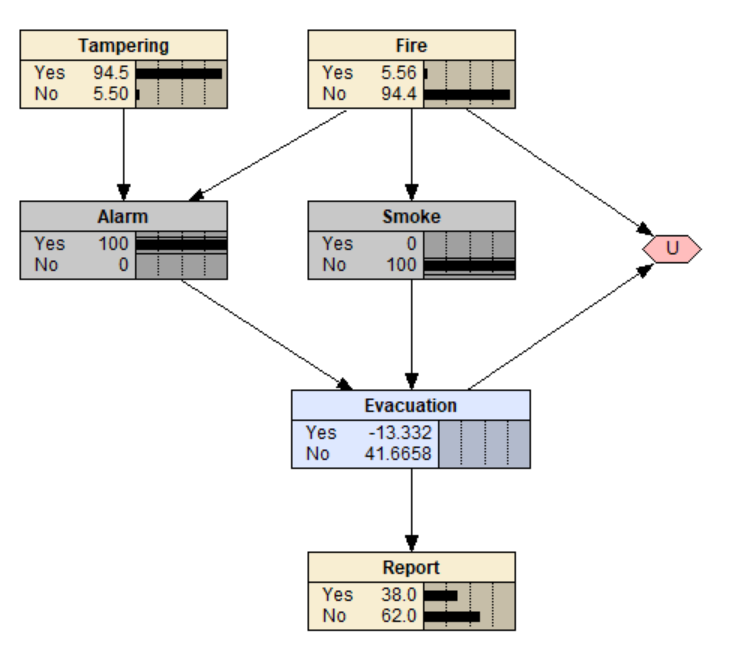 Tampering
Yes 94.5
No 5.50
Fire
Yes 5.56
No 94.4
Alarm
Yes 100
No 0
Smoke
Yes 0
No 100
U
Evacuation
Yes -13.332
No 41.6658
Report
Yes 38.0
No 62.0